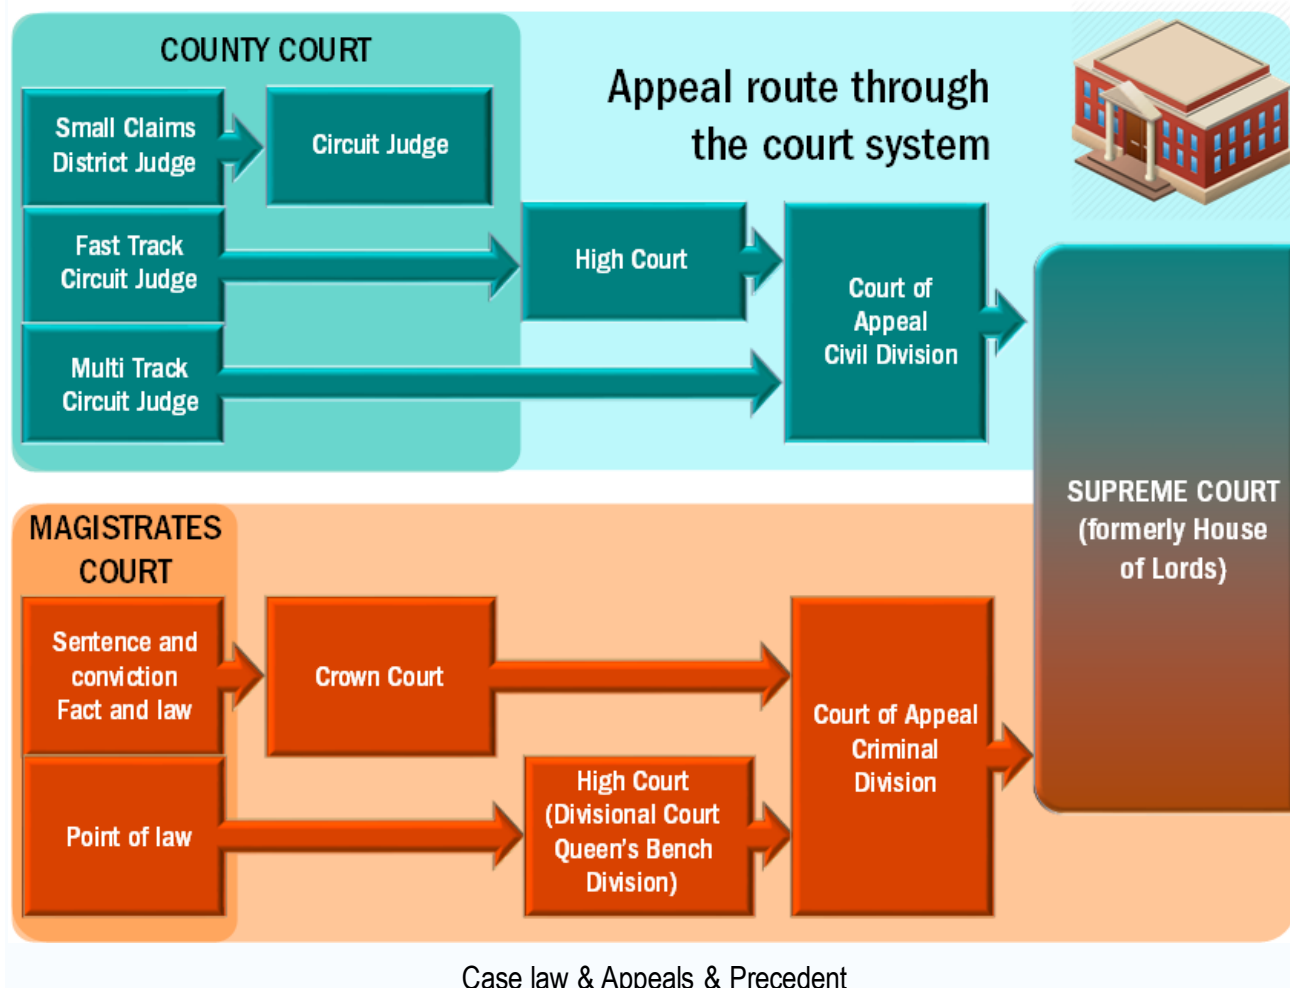 COUNTY COURT
Appeal route through
the court system
Small Claims
District Judge
Circuit Judge
Fast Track
Circuit Judge
High Court
Multi Track
Circuit Judge
Court of
Appeal
Civil Division
SUPREME COURT
(formerly House
of Lords)
MAGISTRATES
COURT
Sentence and
conviction
Fact and law
Crown Court
Court of Appeal
Criminal
Division
Point of law
High Court
(Divisional Court
Queen's Bench
Division)
Case law & Appeals & Precedent